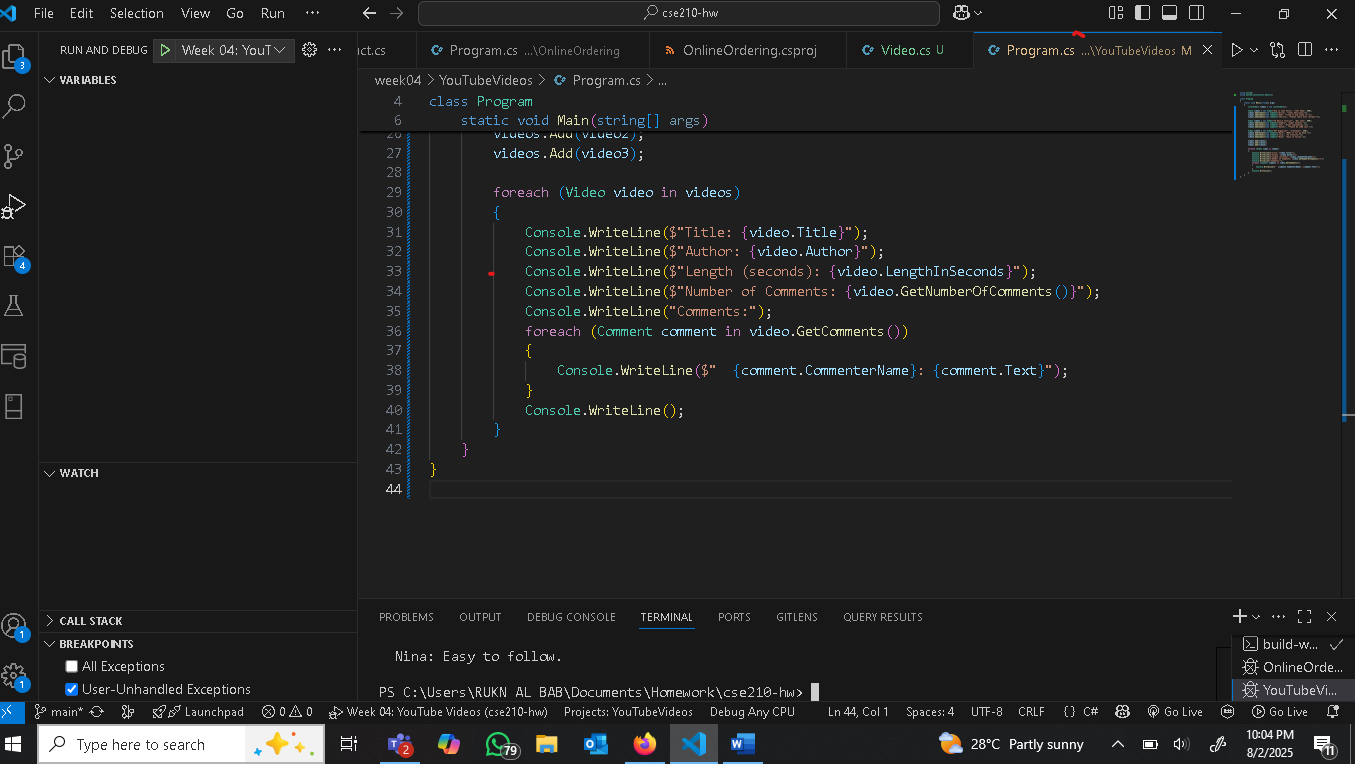 File Edit Selection View Go Run ··· cse210-hw
RUN AND DEBUG Week 04: YouT ··· uct.cs Program.cs ...\OnlineOrdering OnlineOrdering.csproj Video.cs U Program.cs ...\YouTubeVideos M
VARIABLES
week04 > YouTubeVideos > Program.cs > ...
4 class Program
6 static void Main(string[] args)
26 videos.Add(video2);
27 videos.Add(video3);
28
29 foreach (Video video in videos)
30 {
31 Console.WriteLine($"Title: {video.Title}");
32 Console.WriteLine($"Author: {video.Author}");
33 Console.WriteLine($"Length (seconds): {video.LengthInSeconds}");
34 Console.WriteLine($"Number of Comments: {video.GetNumberOfComments()}");
35 Console.WriteLine("Comments:");
36 foreach (Comment comment in video.GetComments())
37 {
38 Console.WriteLine($"  {comment.CommenterName}: {comment.Text}");
39 }
40 Console.WriteLine();
41 }
42 }
43 }
44
WATCH
CALL STACK
BREAKPOINTS
All Exceptions
User-Unhandled Exceptions
3
4
1
1
PROBLEMS OUTPUT DEBUG CONSOLE TERMINAL PORTS GITLENS QUERY RESULTS
Nina: Easy to follow.
PS C:\Users\RUKN AL BAB\Documents\Homework\cse210-hw>
build-w...
OnlineOrde...
YouTubeVi...
main* Launchpad 0 0 Week 04: YouTube Videos (cse210-hw) Projects: YouTubeVideos Debug Any CPU Ln 44, Col 1 Spaces: 4 UTF-8 CRLF {} C# Go Live Go Live
Type here to search 2 79 28°C Partly sunny 10:04 PM
8/2/2025 11